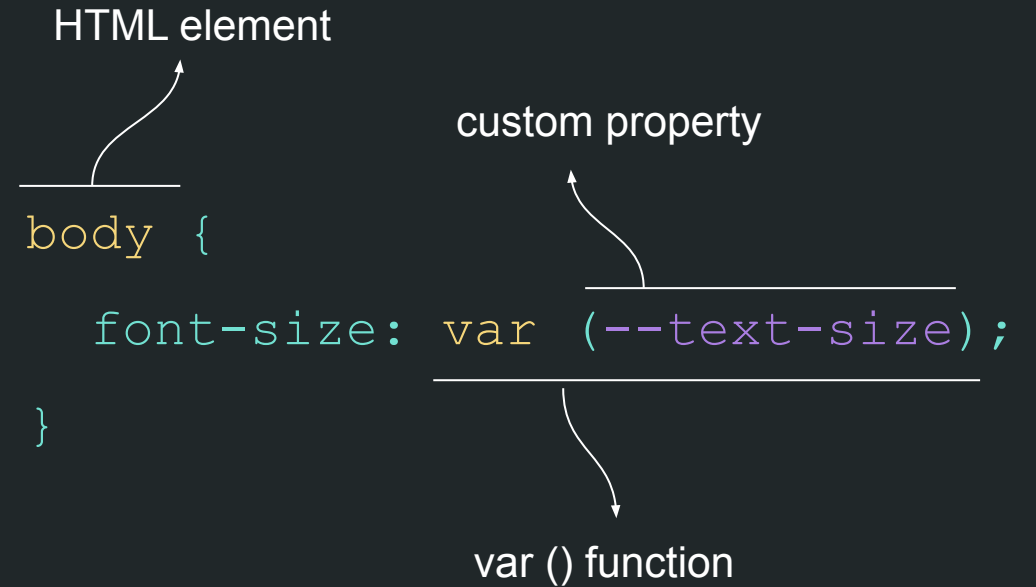 HTML element
custom property
body {
font-size: var (--text-size);
}
var () function